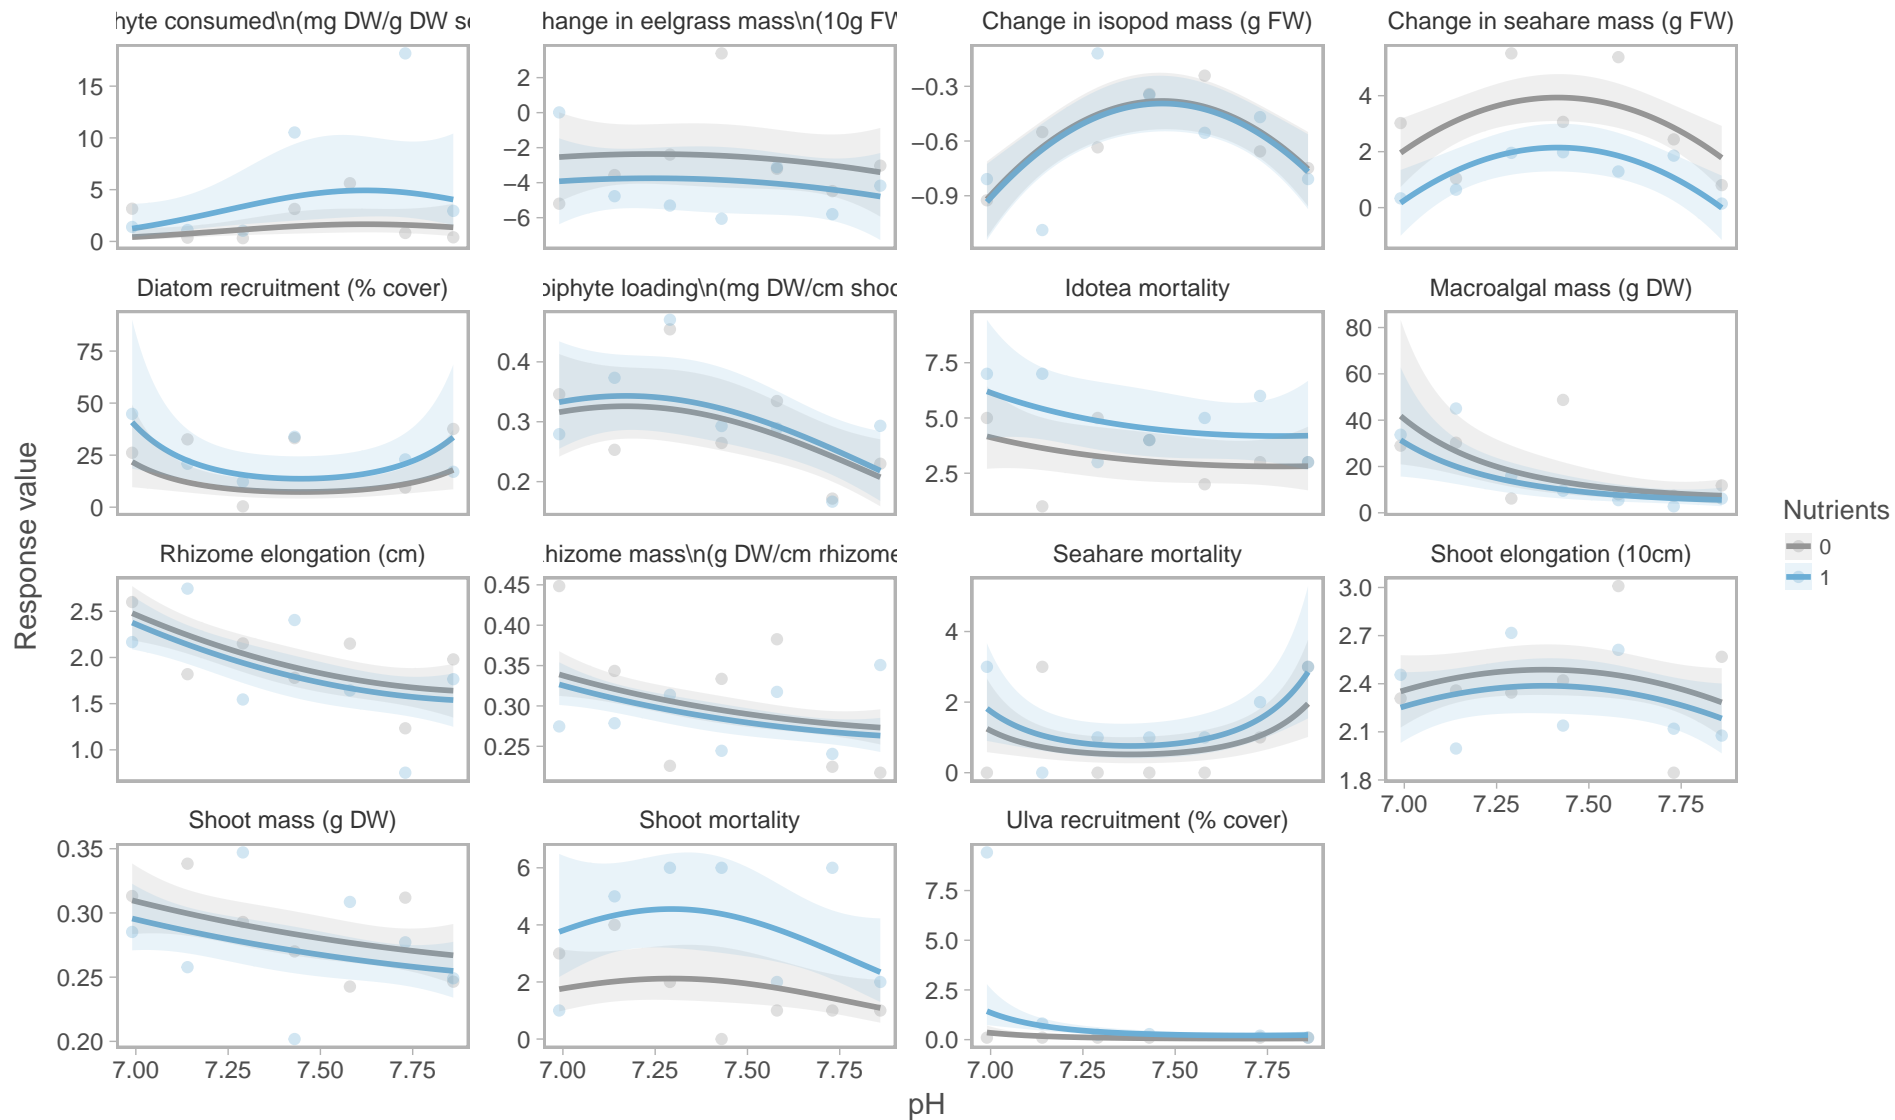 hyte consumed\n(mg DW/g DW se
hange in eelgrass mass\n(10g FW
Change in isopod mass (g FW)
Change in seahare mass (g FW)
15
10
5
0
2
0
−2
−4
−6
−0.3
−0.6
−0.9
4
2
0
Diatom recruitment (% cover)
piphyte loading\n(mg DW/cm shoo
Idotea mortality
Macroalgal mass (g DW)
75
50
25
0
0.4
0.3
0.2
7.5
5.0
2.5
80
60
40
20
0
Response value
Nutrients
0
1
Rhizome elongation (cm)
hizome mass\n(g DW/cm rhizome
Seahare mortality
Shoot elongation (10cm)
2.5
2.0
1.5
1.0
0.45
0.40
0.35
0.30
0.25
4
2
0
3.0
2.7
2.4
2.1
1.8
7.00 7.25 7.50 7.75
Shoot mass (g DW)
Shoot mortality
Ulva recruitment (% cover)
0.35
0.30
0.25
0.20
6
4
2
0
7.5
5.0
2.5
0.0
7.00 7.25 7.50 7.75
7.00 7.25 7.50 7.75
7.00 7.25 7.50 7.75
pH